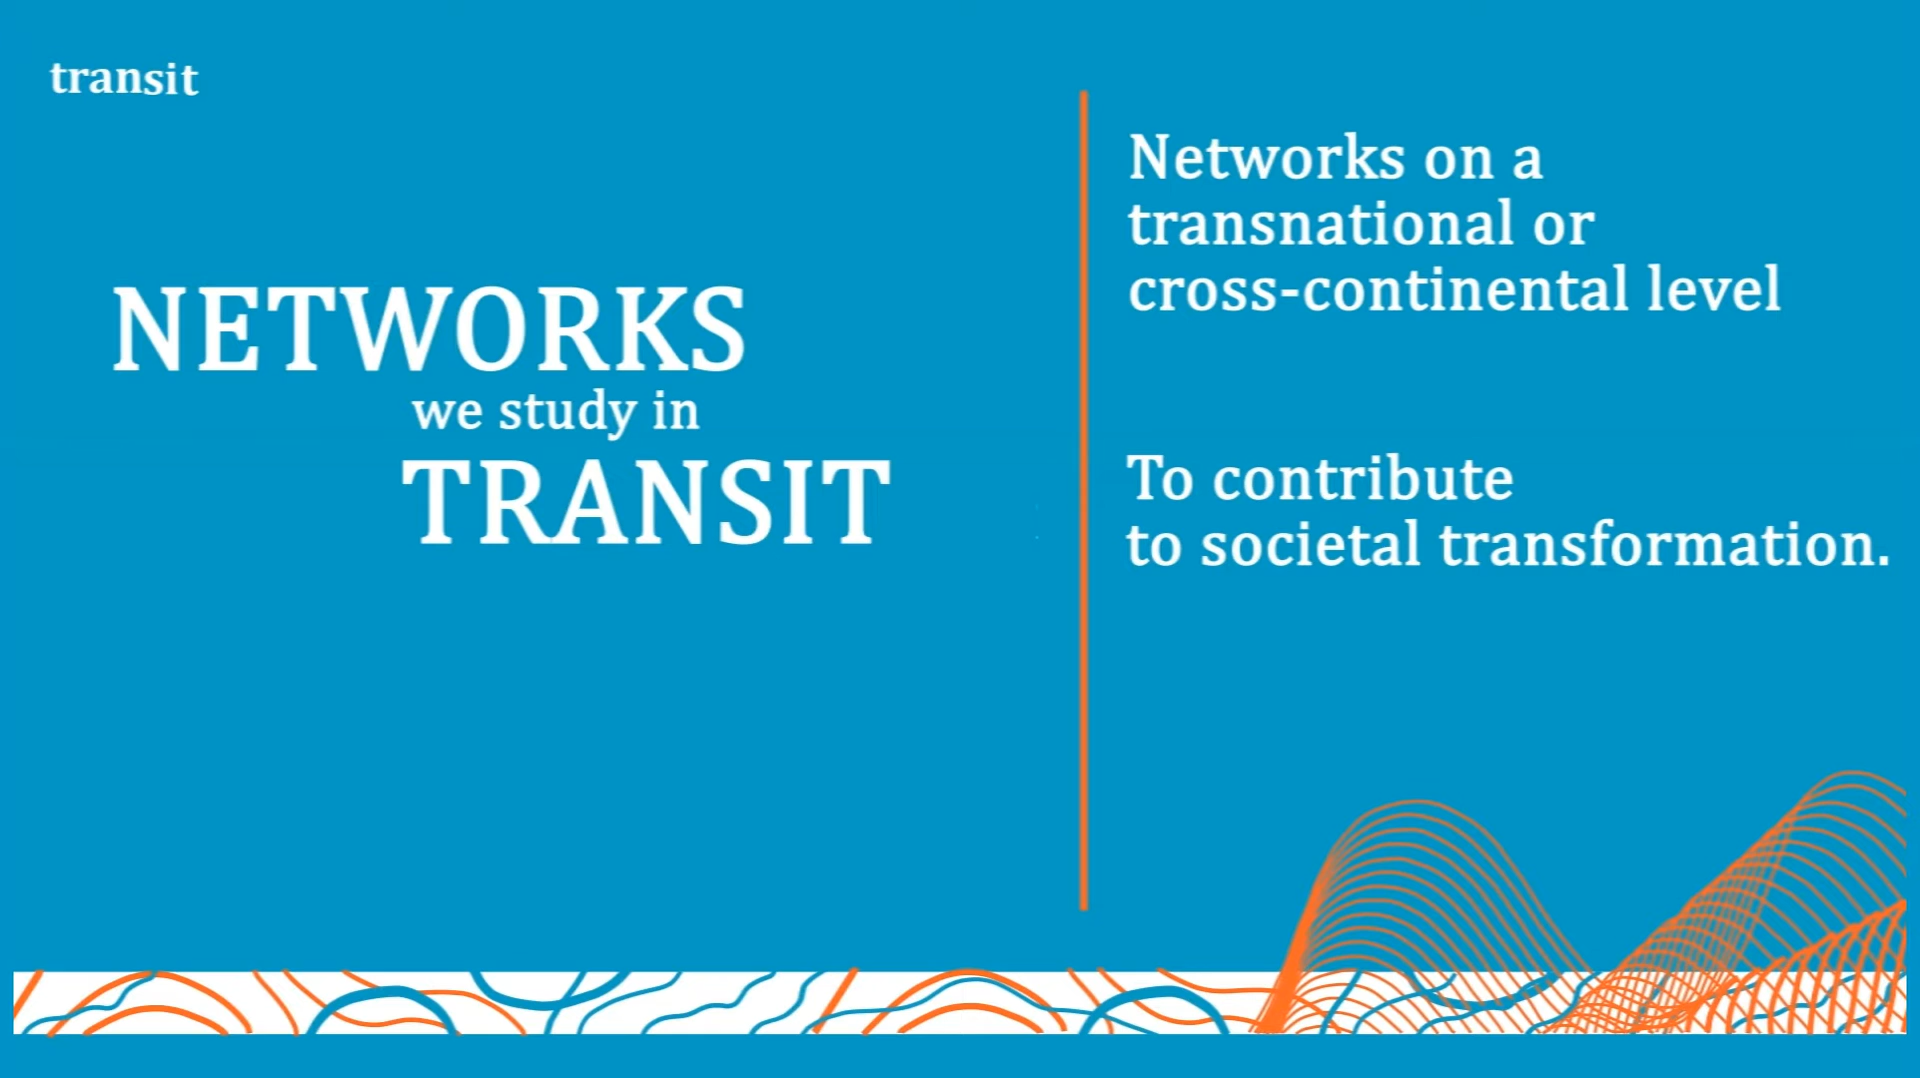 transit
NETWORKS
we study in
TRANSIT
Networks on a
transnational or
cross-continental level
To contribute
to societal transformation.